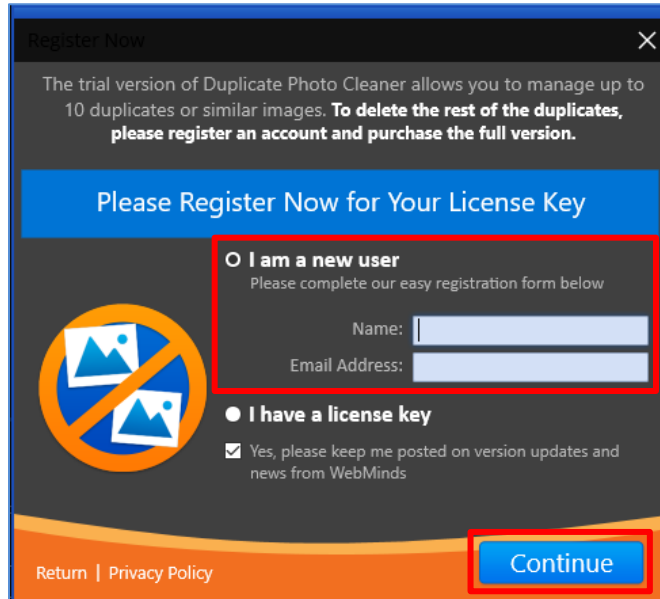 Register Now
The trial version of Duplicate Photo Cleaner allows you to manage up to
10 duplicates or similar images. To delete the rest of the duplicates,
please register an account and purchase the full version.
Please Register Now for Your License Key
I am a new user
Please complete our easy registration form below
Name:
Email Address:
I have a license key
Yes, please keep me posted on version updates and
news from WebMinds
Return | Privacy Policy
Continue